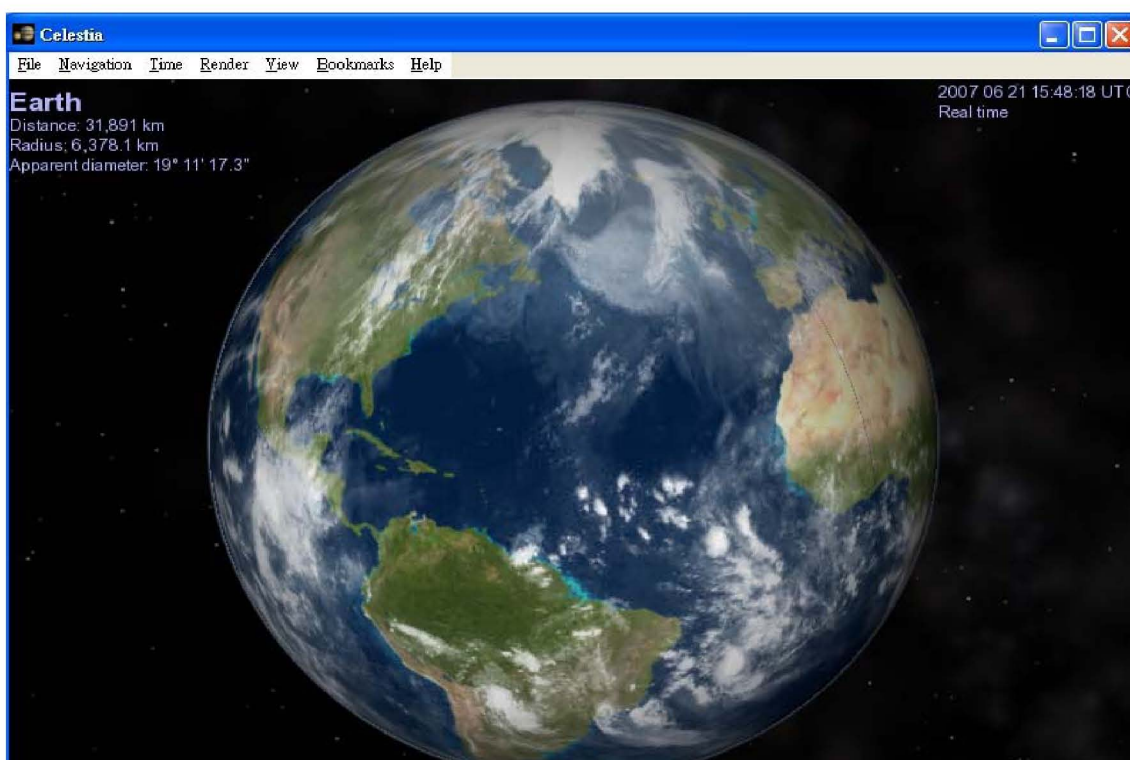 Celestia
File Navigation Time Render View Bookmarks Help
Earth
Distance: 31,891 km
Radius: 6,378.1 km
Apparent diameter: 19° 11' 17.3"
2007 06 21 15:48:18 UTC
Real time